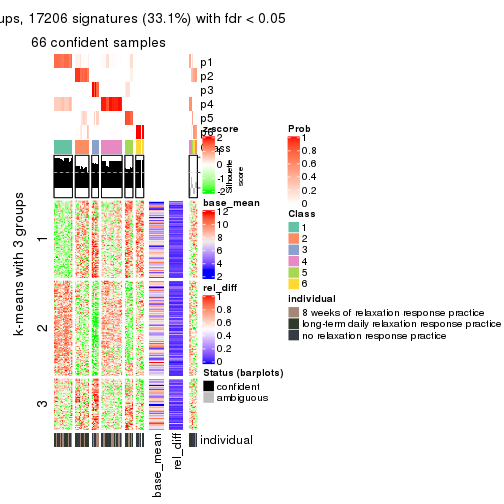 ups, 17206 signatures (33.1%) with fdr < 0.05
66 confident samples
p1
p2
p3
p4
p5
p6
Class
Silhouette score
k-means with 3 groups
1
2
3
base_mean
rel_diff
individual
z-score
2
1
0
-1
-2
base_mean
12
10
8
6
4
2
rel_diff
1
0.8
0.6
0.4
0.2
0
Status (barplots)
confident
ambiguous
Prob
1
0.8
0.6
0.4
0.2
0
Class
1
2
3
4
5
6
individual
8 weeks of relaxation response practice
long-term daily relaxation response practice
no relaxation response practice